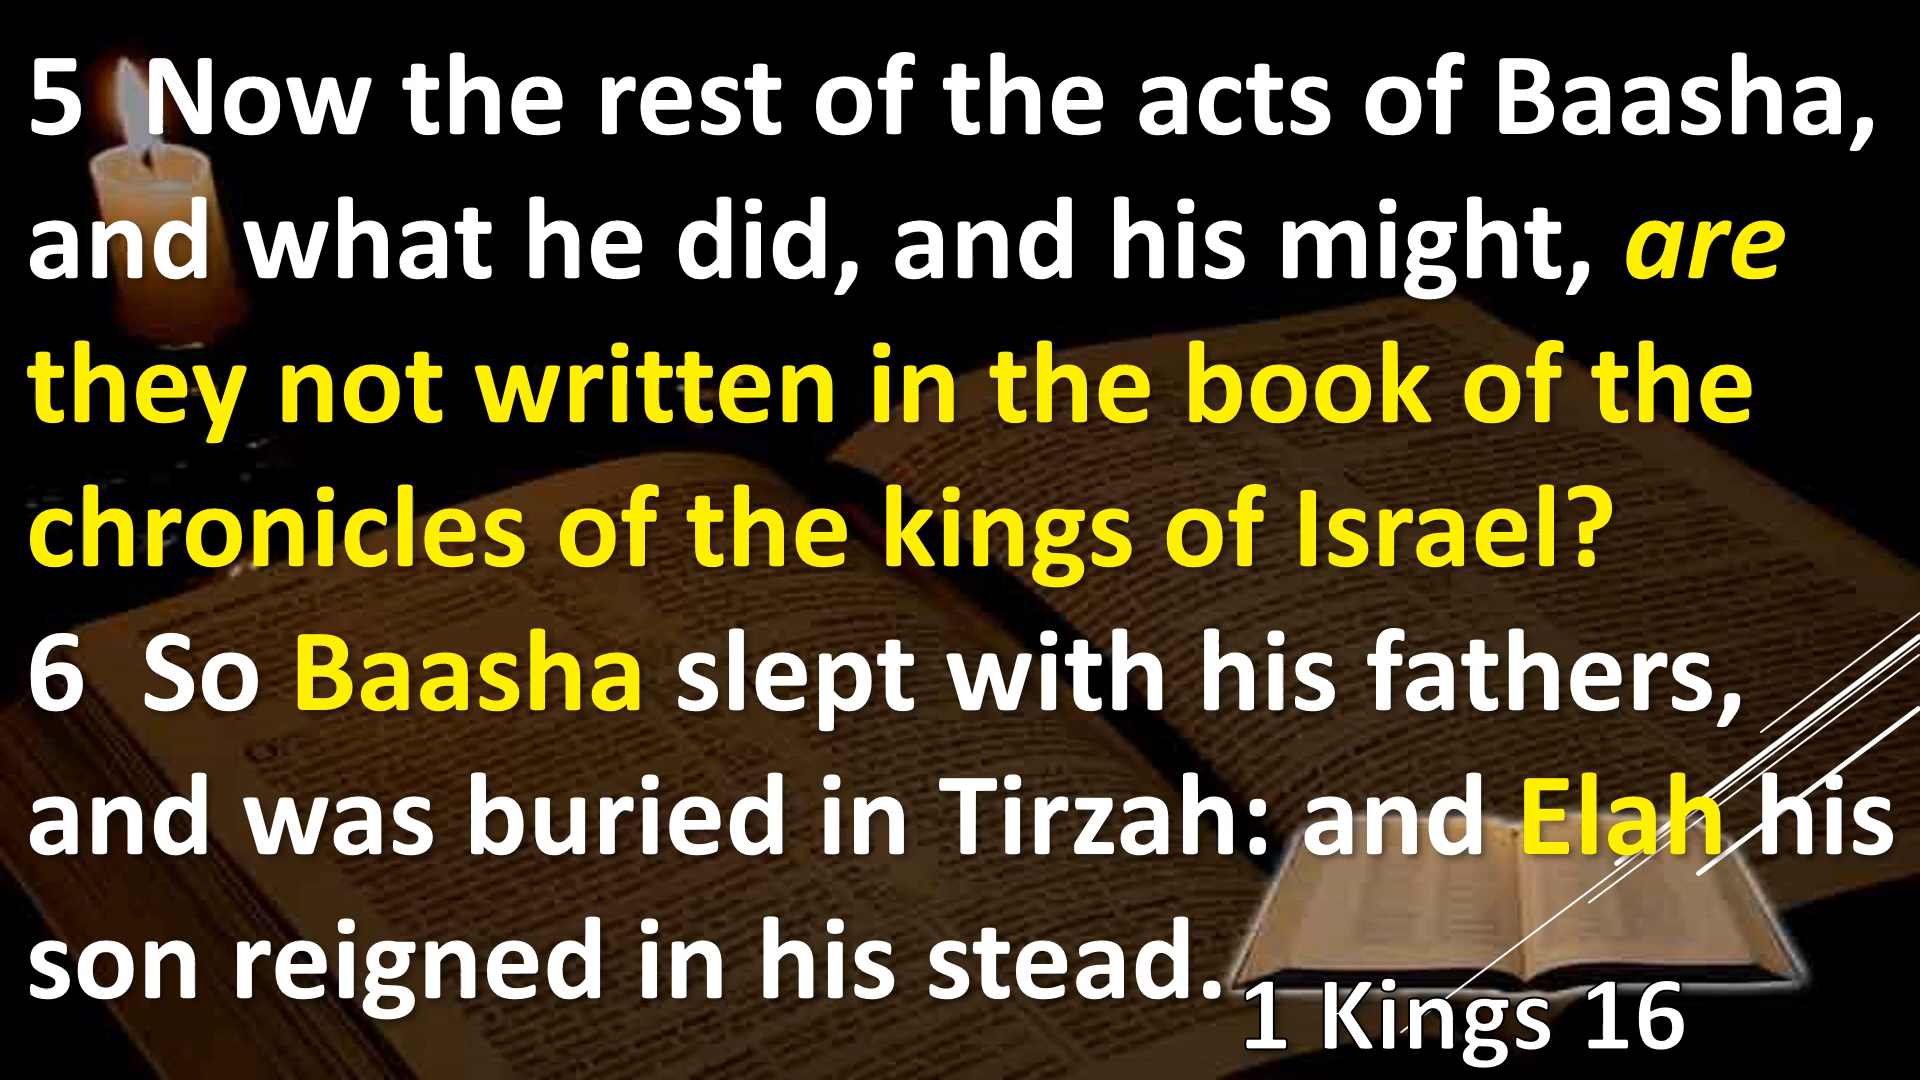 5 Now the rest of the acts of Baasha,
and what he did, and his might, are
they not written in the book of the
chronicles of the kings of Israel?
6 So Baasha slept with his fathers,
and was buried in Tirzah: and Elah his
son reigned in his stead.
1 Kings 16